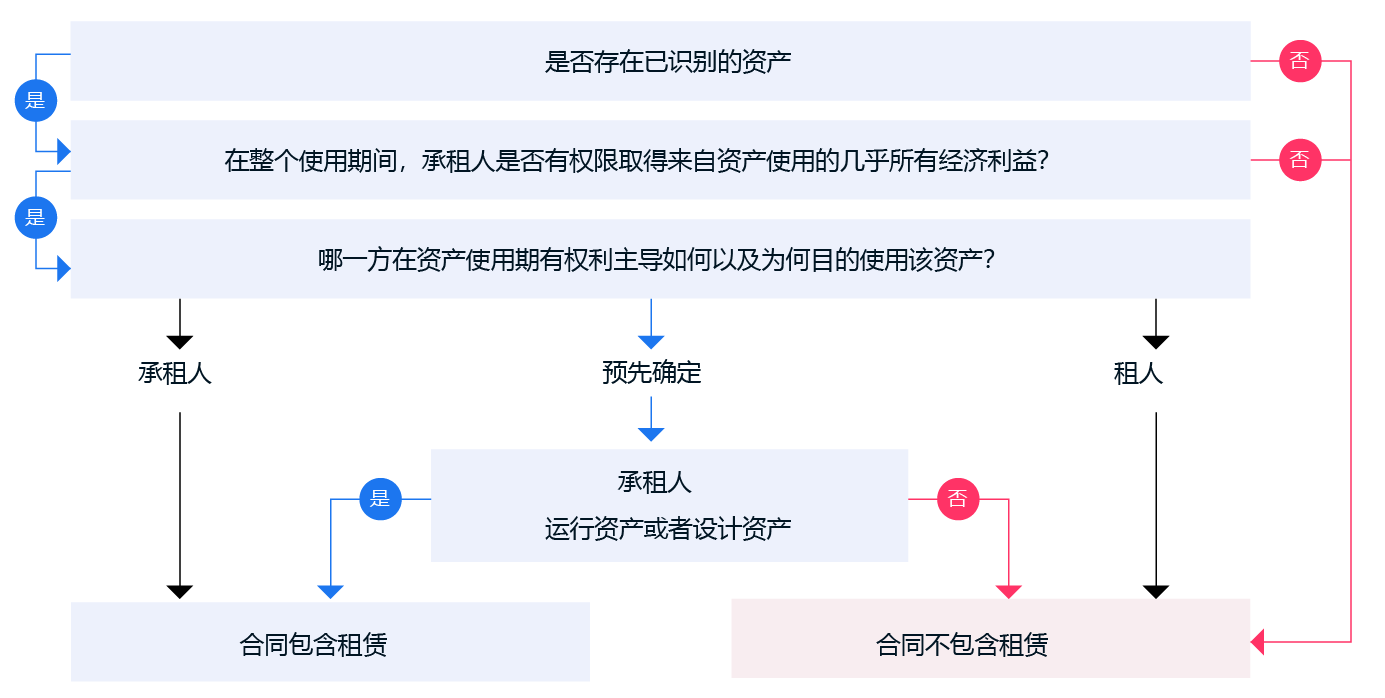 是否存在已识别的资产
否
是
在整个使用期间，承租人是否有权限取得来自资产使用的几乎所有经济利益？
否
是
哪一方在资产使用期有权利主导如何以及为何目的使用该资产？
承租人
预先确定
租人
承租人
是
否
运行资产或者设计资产
合同包含租赁
合同不包含租赁